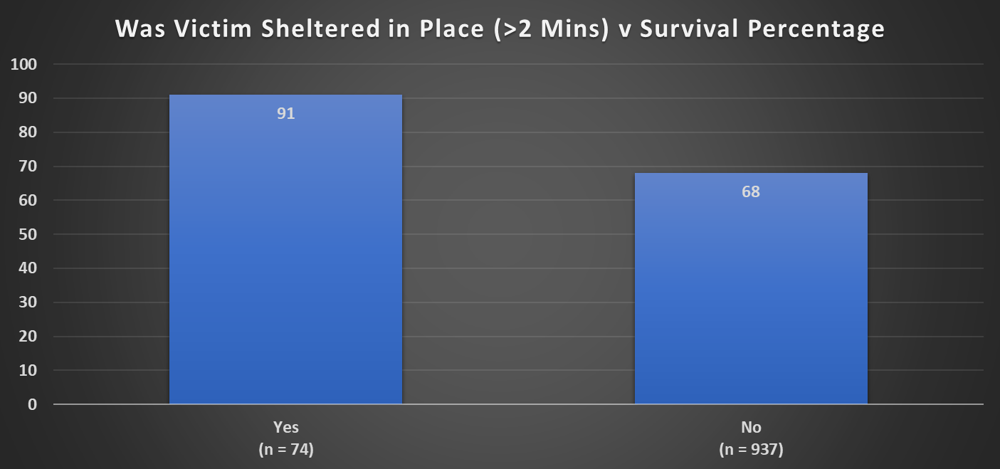 Was Victim Sheltered in Place (>2 Mins) v Survival Percentage
100
90
80
70
60
50
40
30
20
10
0
91
68
Yes
(n = 74)
No
(n = 937)